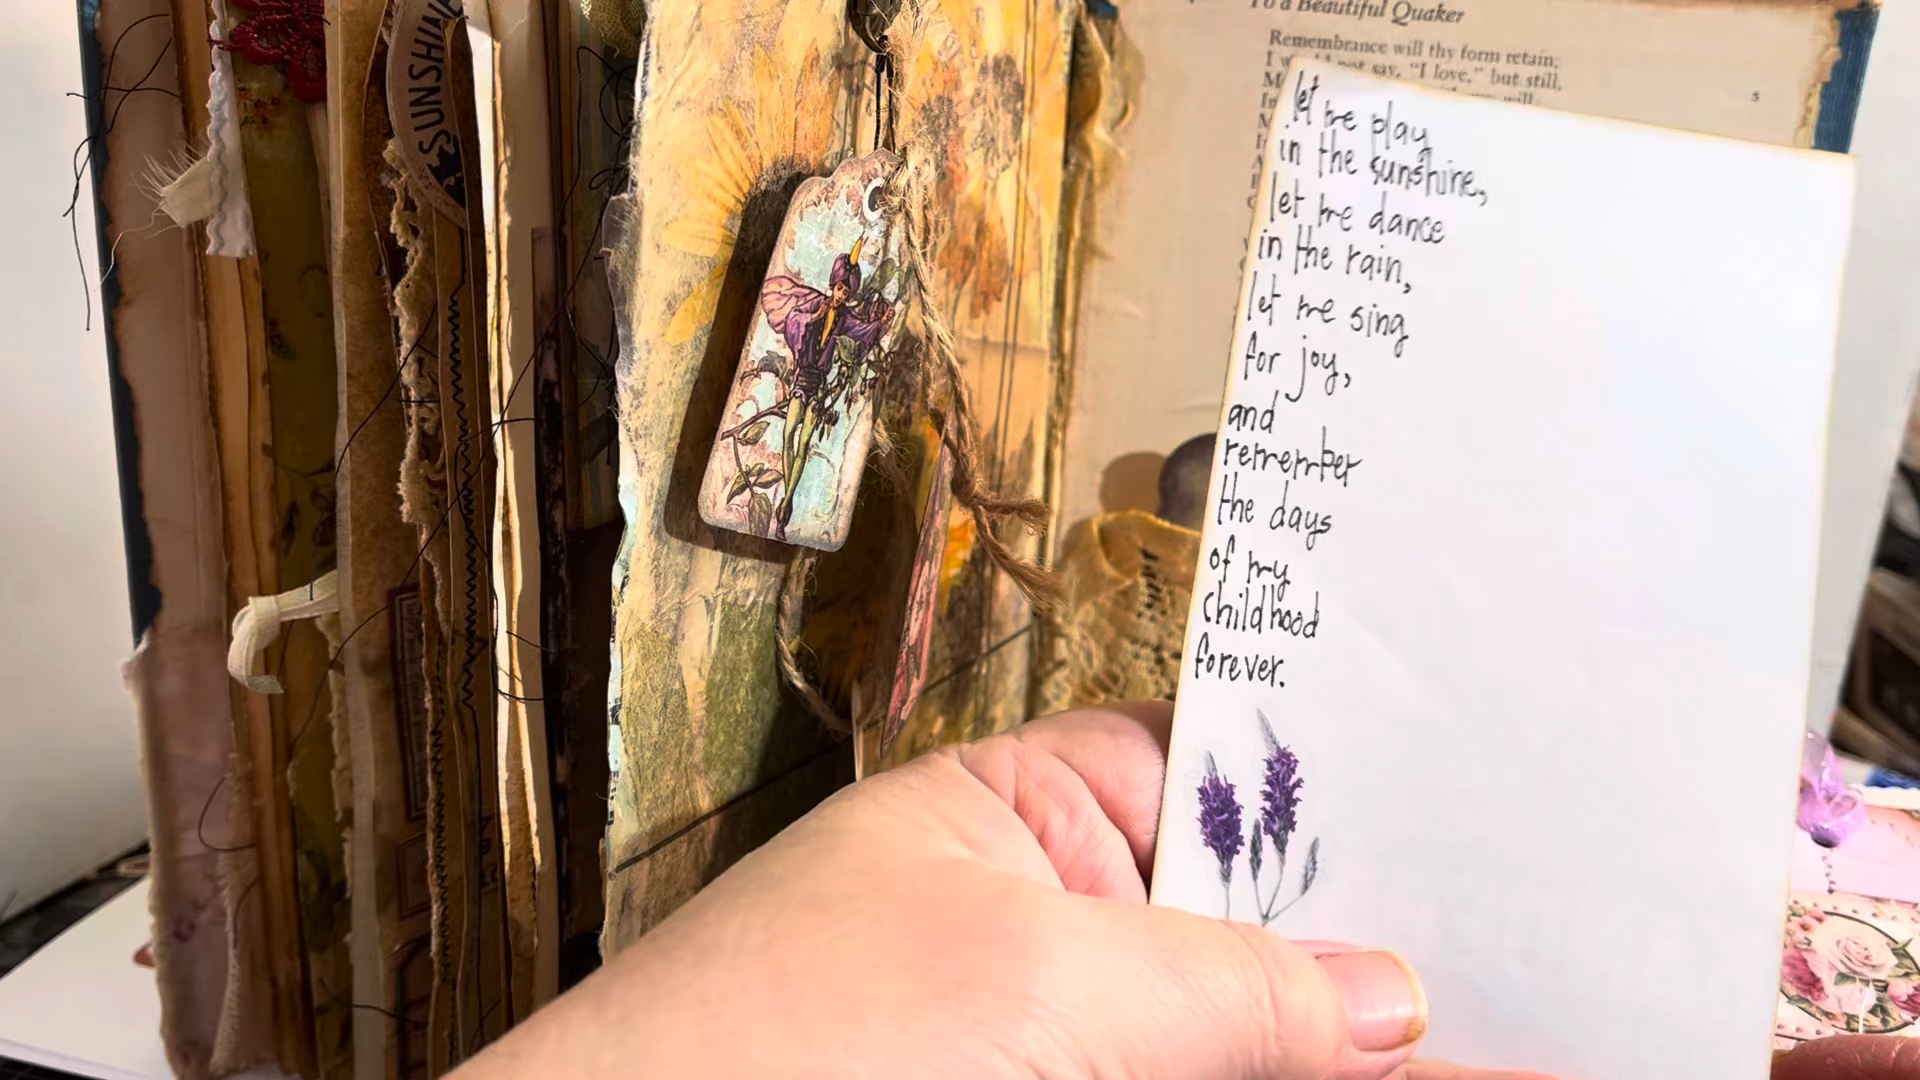 SUNSHINE
To a Beautiful Quaker
Remembrance will thy form retain,
not say, "I love," but still,
will
5
let me play
in the sunshine,
let me dance
in the rain,
let me sing
for joy,
and
remember
the days
of my
childhood
forever.